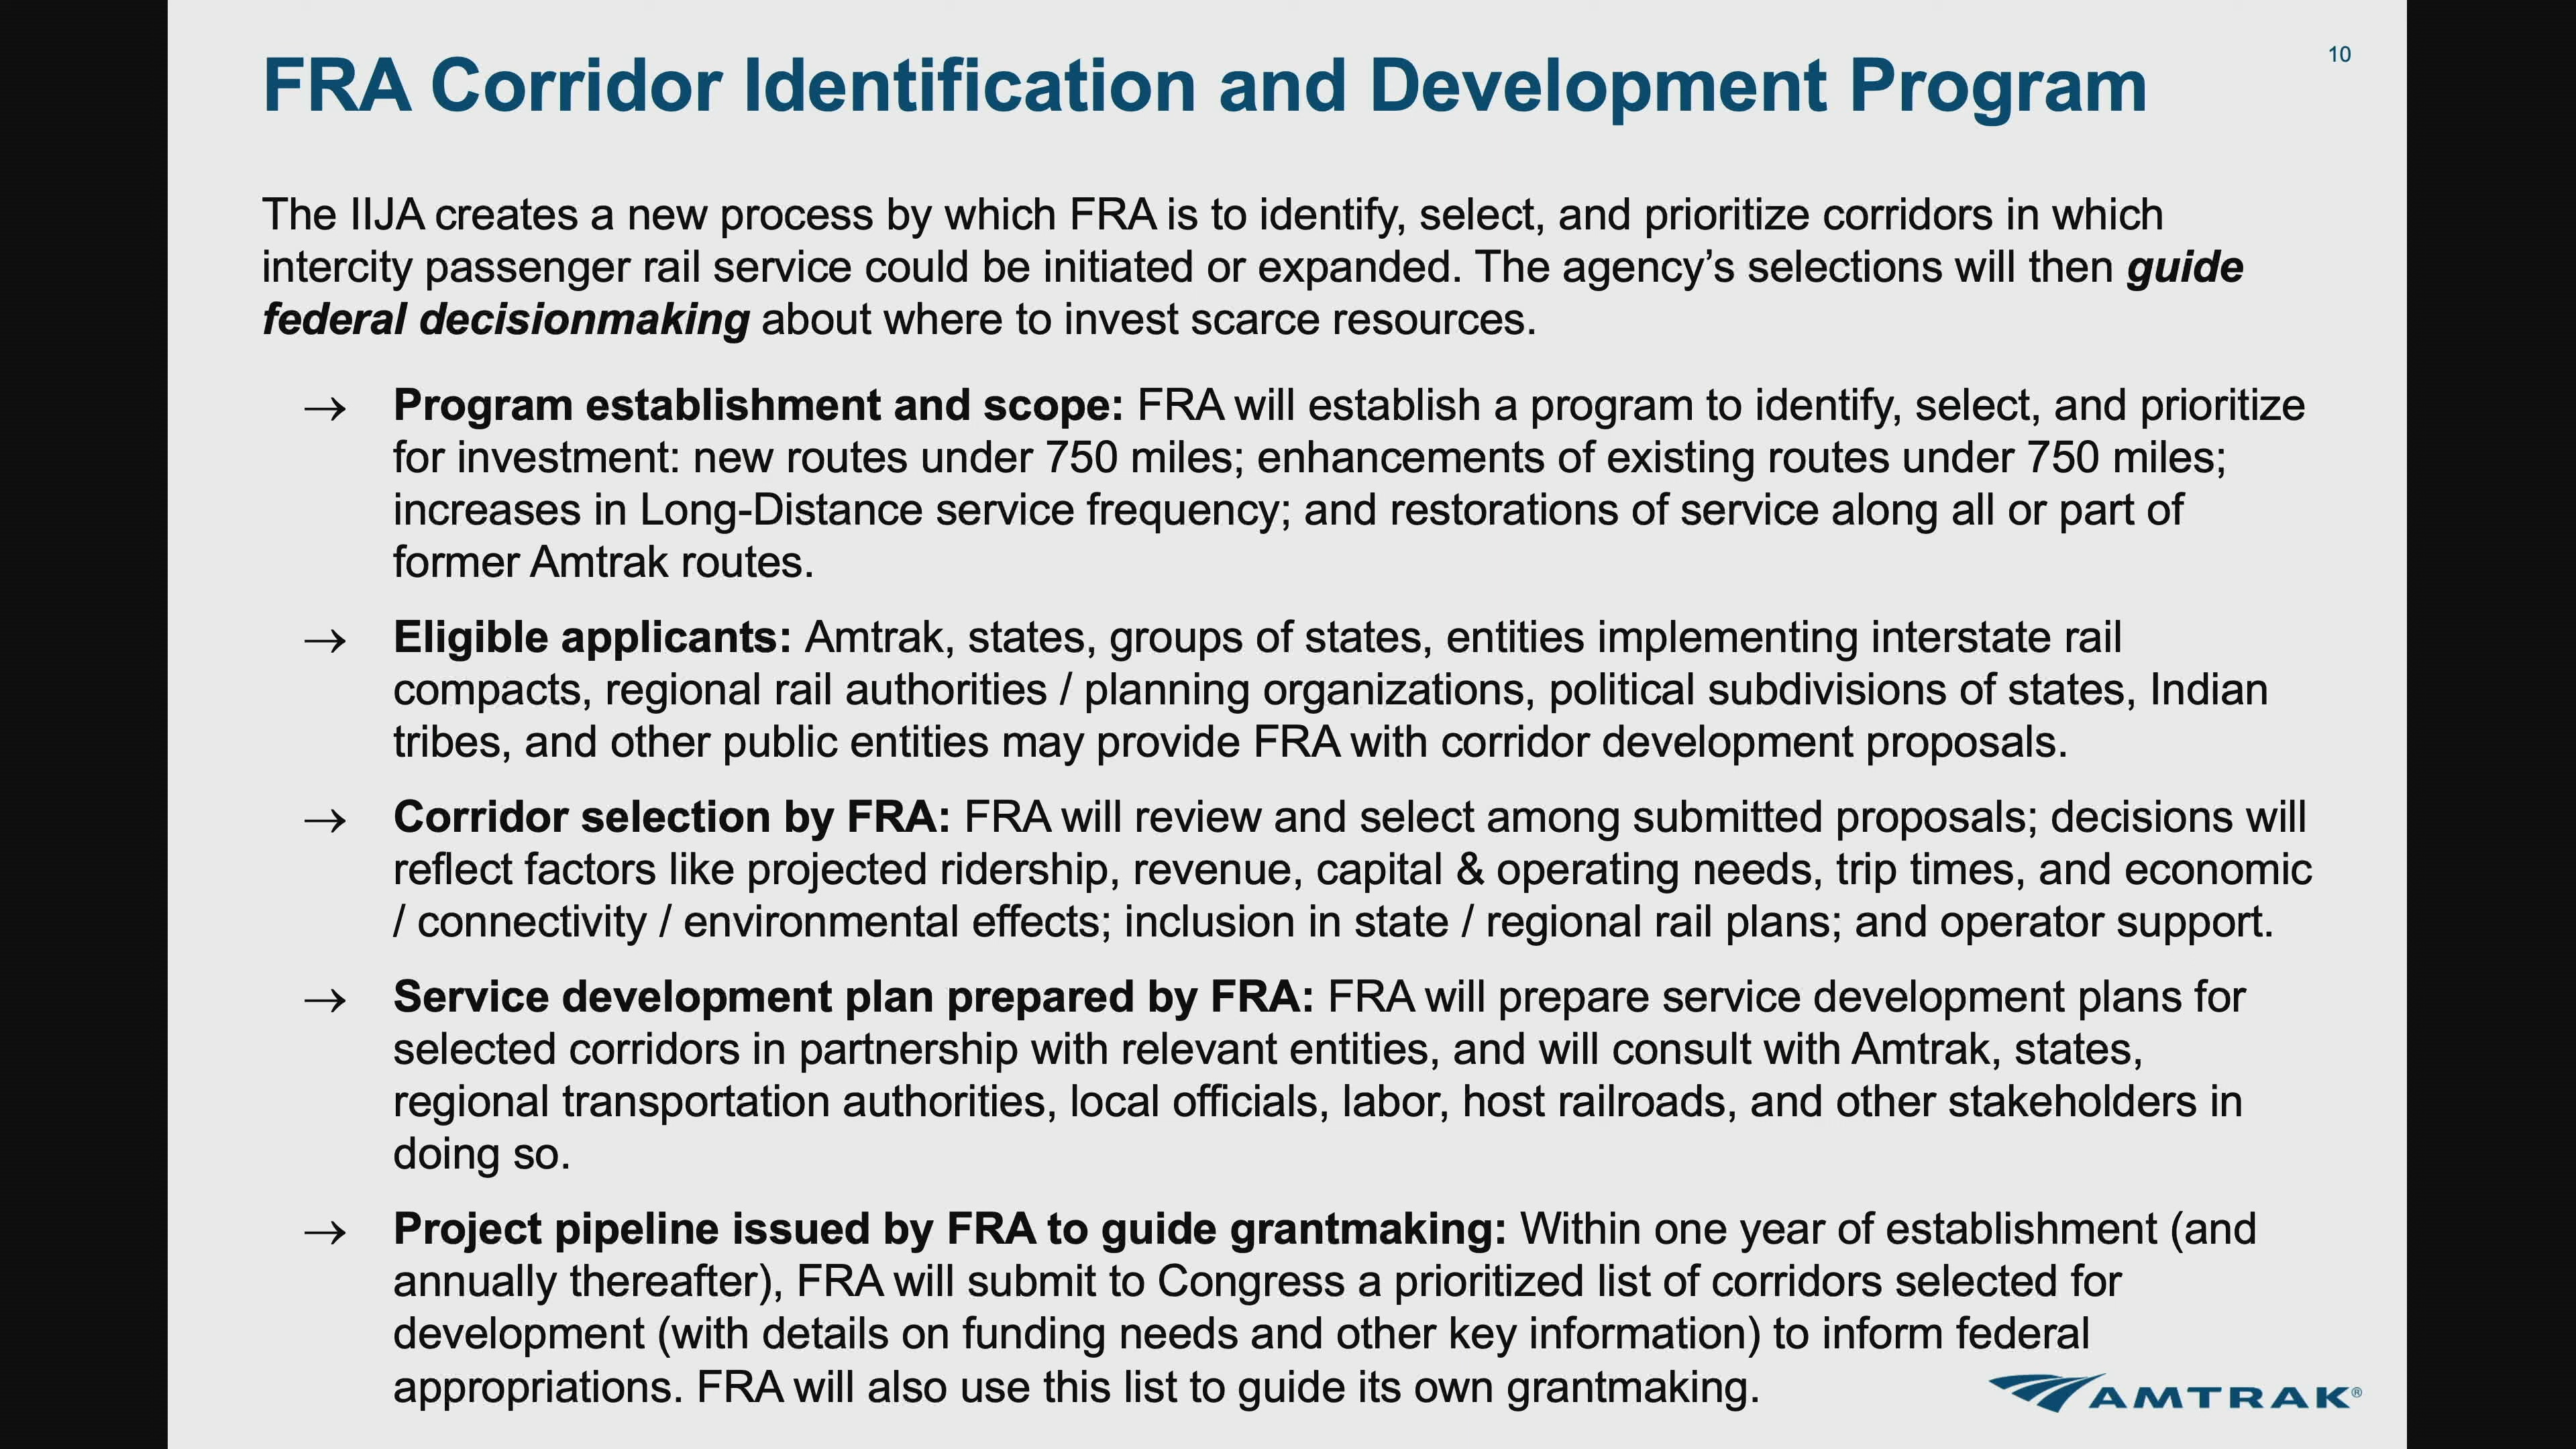 10
FRA Corridor Identification and Development Program
The IIJA creates a new process by which FRA is to identify, select, and prioritize corridors in which
intercity passenger rail service could be initiated or expanded. The agency’s selections will then guide
federal decisionmaking about where to invest scarce resources.
→ Program establishment and scope: FRA will establish a program to identify, select, and prioritize
for investment: new routes under 750 miles; enhancements of existing routes under 750 miles;
increases in Long-Distance service frequency; and restorations of service along all or part of
former Amtrak routes.
→ Eligible applicants: Amtrak, states, groups of states, entities implementing interstate rail
compacts, regional rail authorities / planning organizations, political subdivisions of states, Indian
tribes, and other public entities may provide FRA with corridor development proposals.
→ Corridor selection by FRA: FRA will review and select among submitted proposals; decisions will
reflect factors like projected ridership, revenue, capital & operating needs, trip times, and economic
/ connectivity / environmental effects; inclusion in state / regional rail plans; and operator support.
→ Service development plan prepared by FRA: FRA will prepare service development plans for
selected corridors in partnership with relevant entities, and will consult with Amtrak, states,
regional transportation authorities, local officials, labor, host railroads, and other stakeholders in
doing so.
→ Project pipeline issued by FRA to guide grantmaking: Within one year of establishment (and
annually thereafter), FRA will submit to Congress a prioritized list of corridors selected for
development (with details on funding needs and other key information) to inform federal
appropriations. FRA will also use this list to guide its own grantmaking.
AMTRAK®